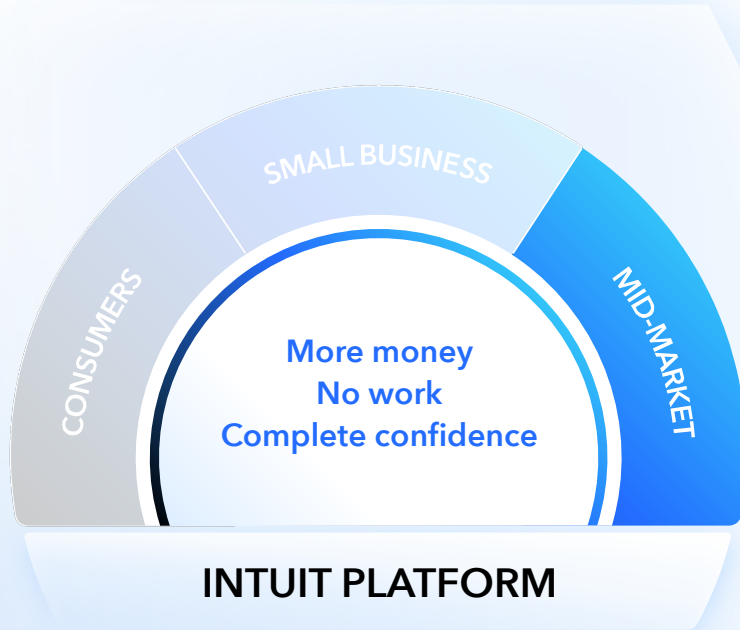 SMALL BUSINESS
CONSUMERS
MID-MARKET
More money
No work
Complete confidence
INTUIT PLATFORM